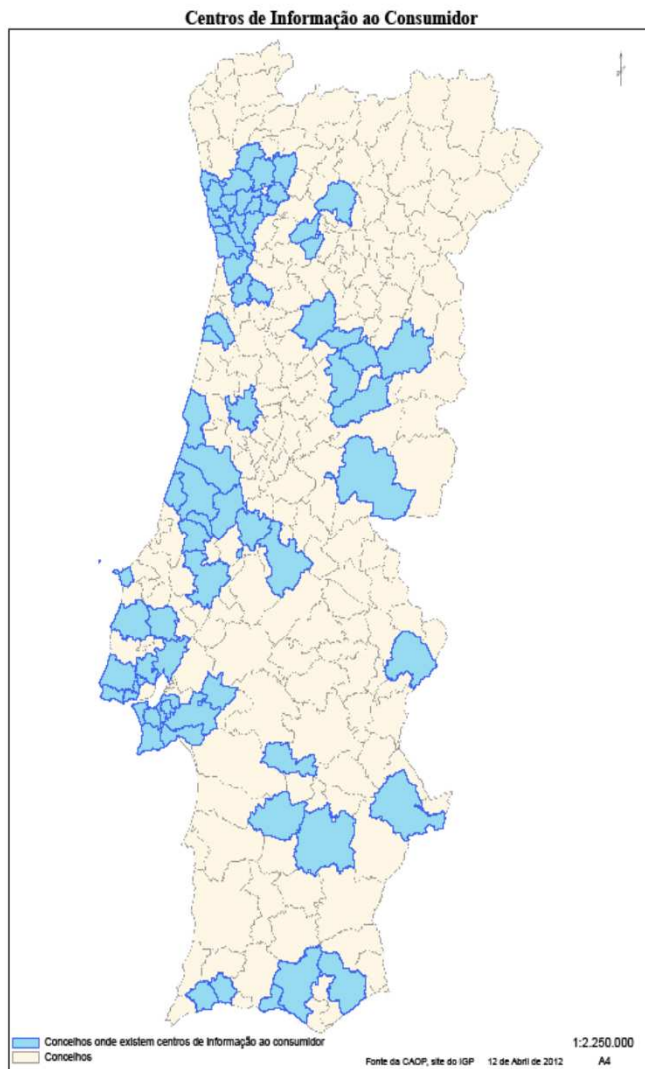 Centros de Informação ao Consumidor
Concelhos onde existem centros de informação ao consumidor
Concelhos
1:2.250.000
Fonte da CAOP, site do IGP 12 de Abril de 2012 A4